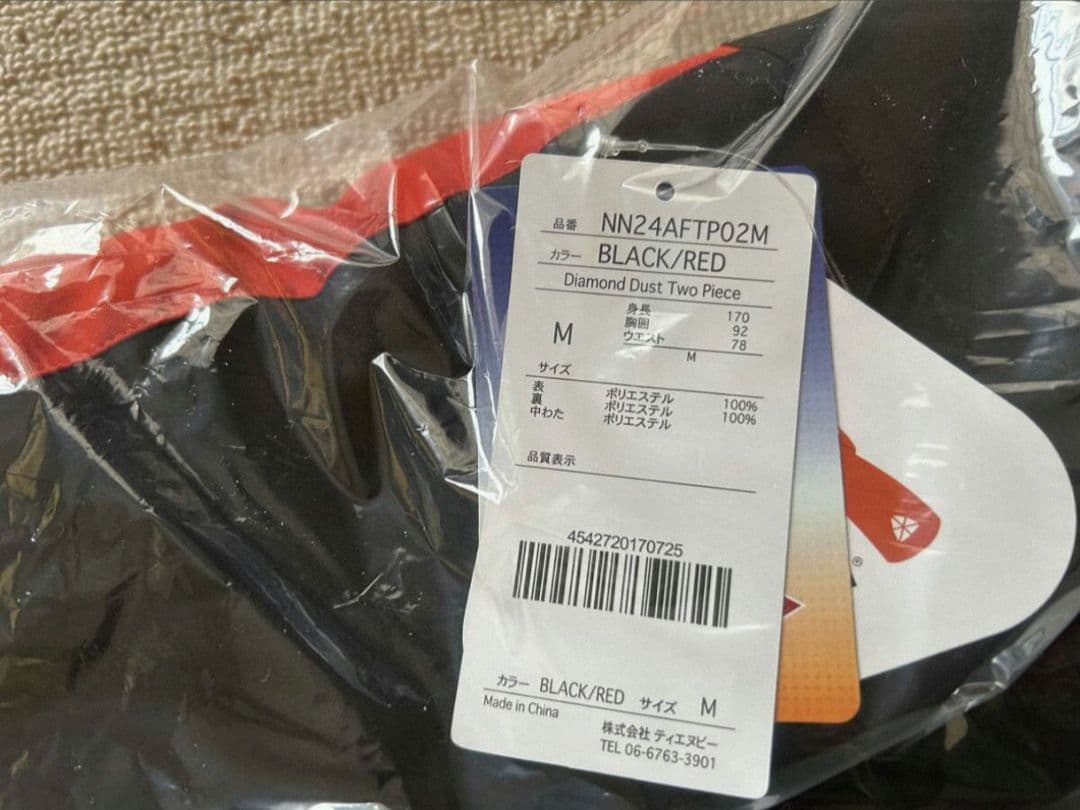 品番 NN24AFTP02M
カラー BLACK/RED
Diamond Dust Two Piece
M
身長 170
胸囲 92
ウエスト 78
M
サイズ
表 ポリエステル 100%
裏 ポリエステル 100%
中わた ポリエステル
品質表示
4542720170725
カラー BLACK/RED サイズ M
Made in China
株式会社 ティエヌピー
TEL 06-6763-3901
®